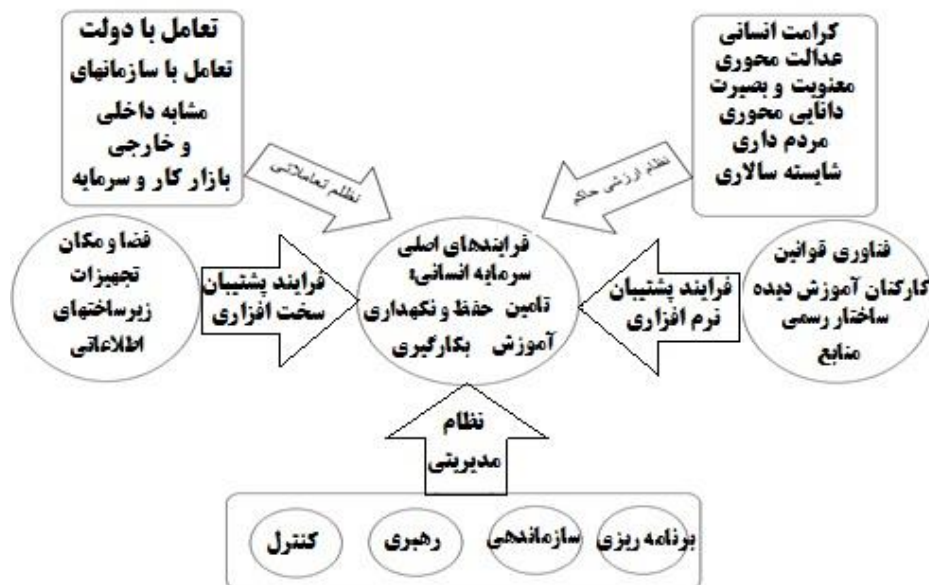 کرامت انسانی
عدالت محوری
معنویت و بصیرت
دانایی محوری
مردم داری
شایسته سالاری
نظام ارزشی حاکم
تعامل با دولت
تعامل با سازمانهای
مشابه داخلی
و خارجی
بازار کار و سرمایه
نظلم تعاملاتی
فناوری قوانین
کارکنان آموزش دیده
ساختار رسمی
منابع
فرایند پشتیبان
نرم افزاری
فرایندهای اصلی
سرمایه انسانی؛
تامین حفظ و نکهداری
آموزش بکارگیری
فرایند پشتیبان
سخت افزاری
فضا و مکان
تجهیزات
زیرساختهای
اطلاعاتی
نظام
مدیریتی
برنامه ریزی سازماندهی رهبری کنترل